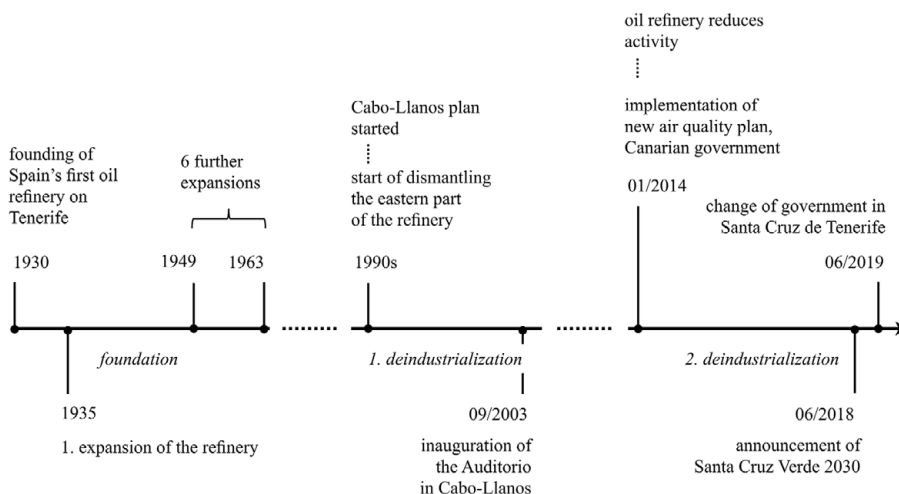 oil refinery reduces
activity
implementation of
new air quality plan,
Canarian government
01/2014
Cabo-Llanos plan
started
start of dismantling
the eastern part
of the refinery
1990s
founding of
Spain's first oil
refinery on
Tenerife
1930
6 further
expansions
1949
1963
change of government in
Santa Cruz de Tenerife
06/2019
foundation
1. deindustrialization
2. deindustrialization
1935
1. expansion of the refinery
09/2003
inauguration of
the Auditorio
in Cabo-Llanos
06/2018
announcement of
Santa Cruz Verde 2030